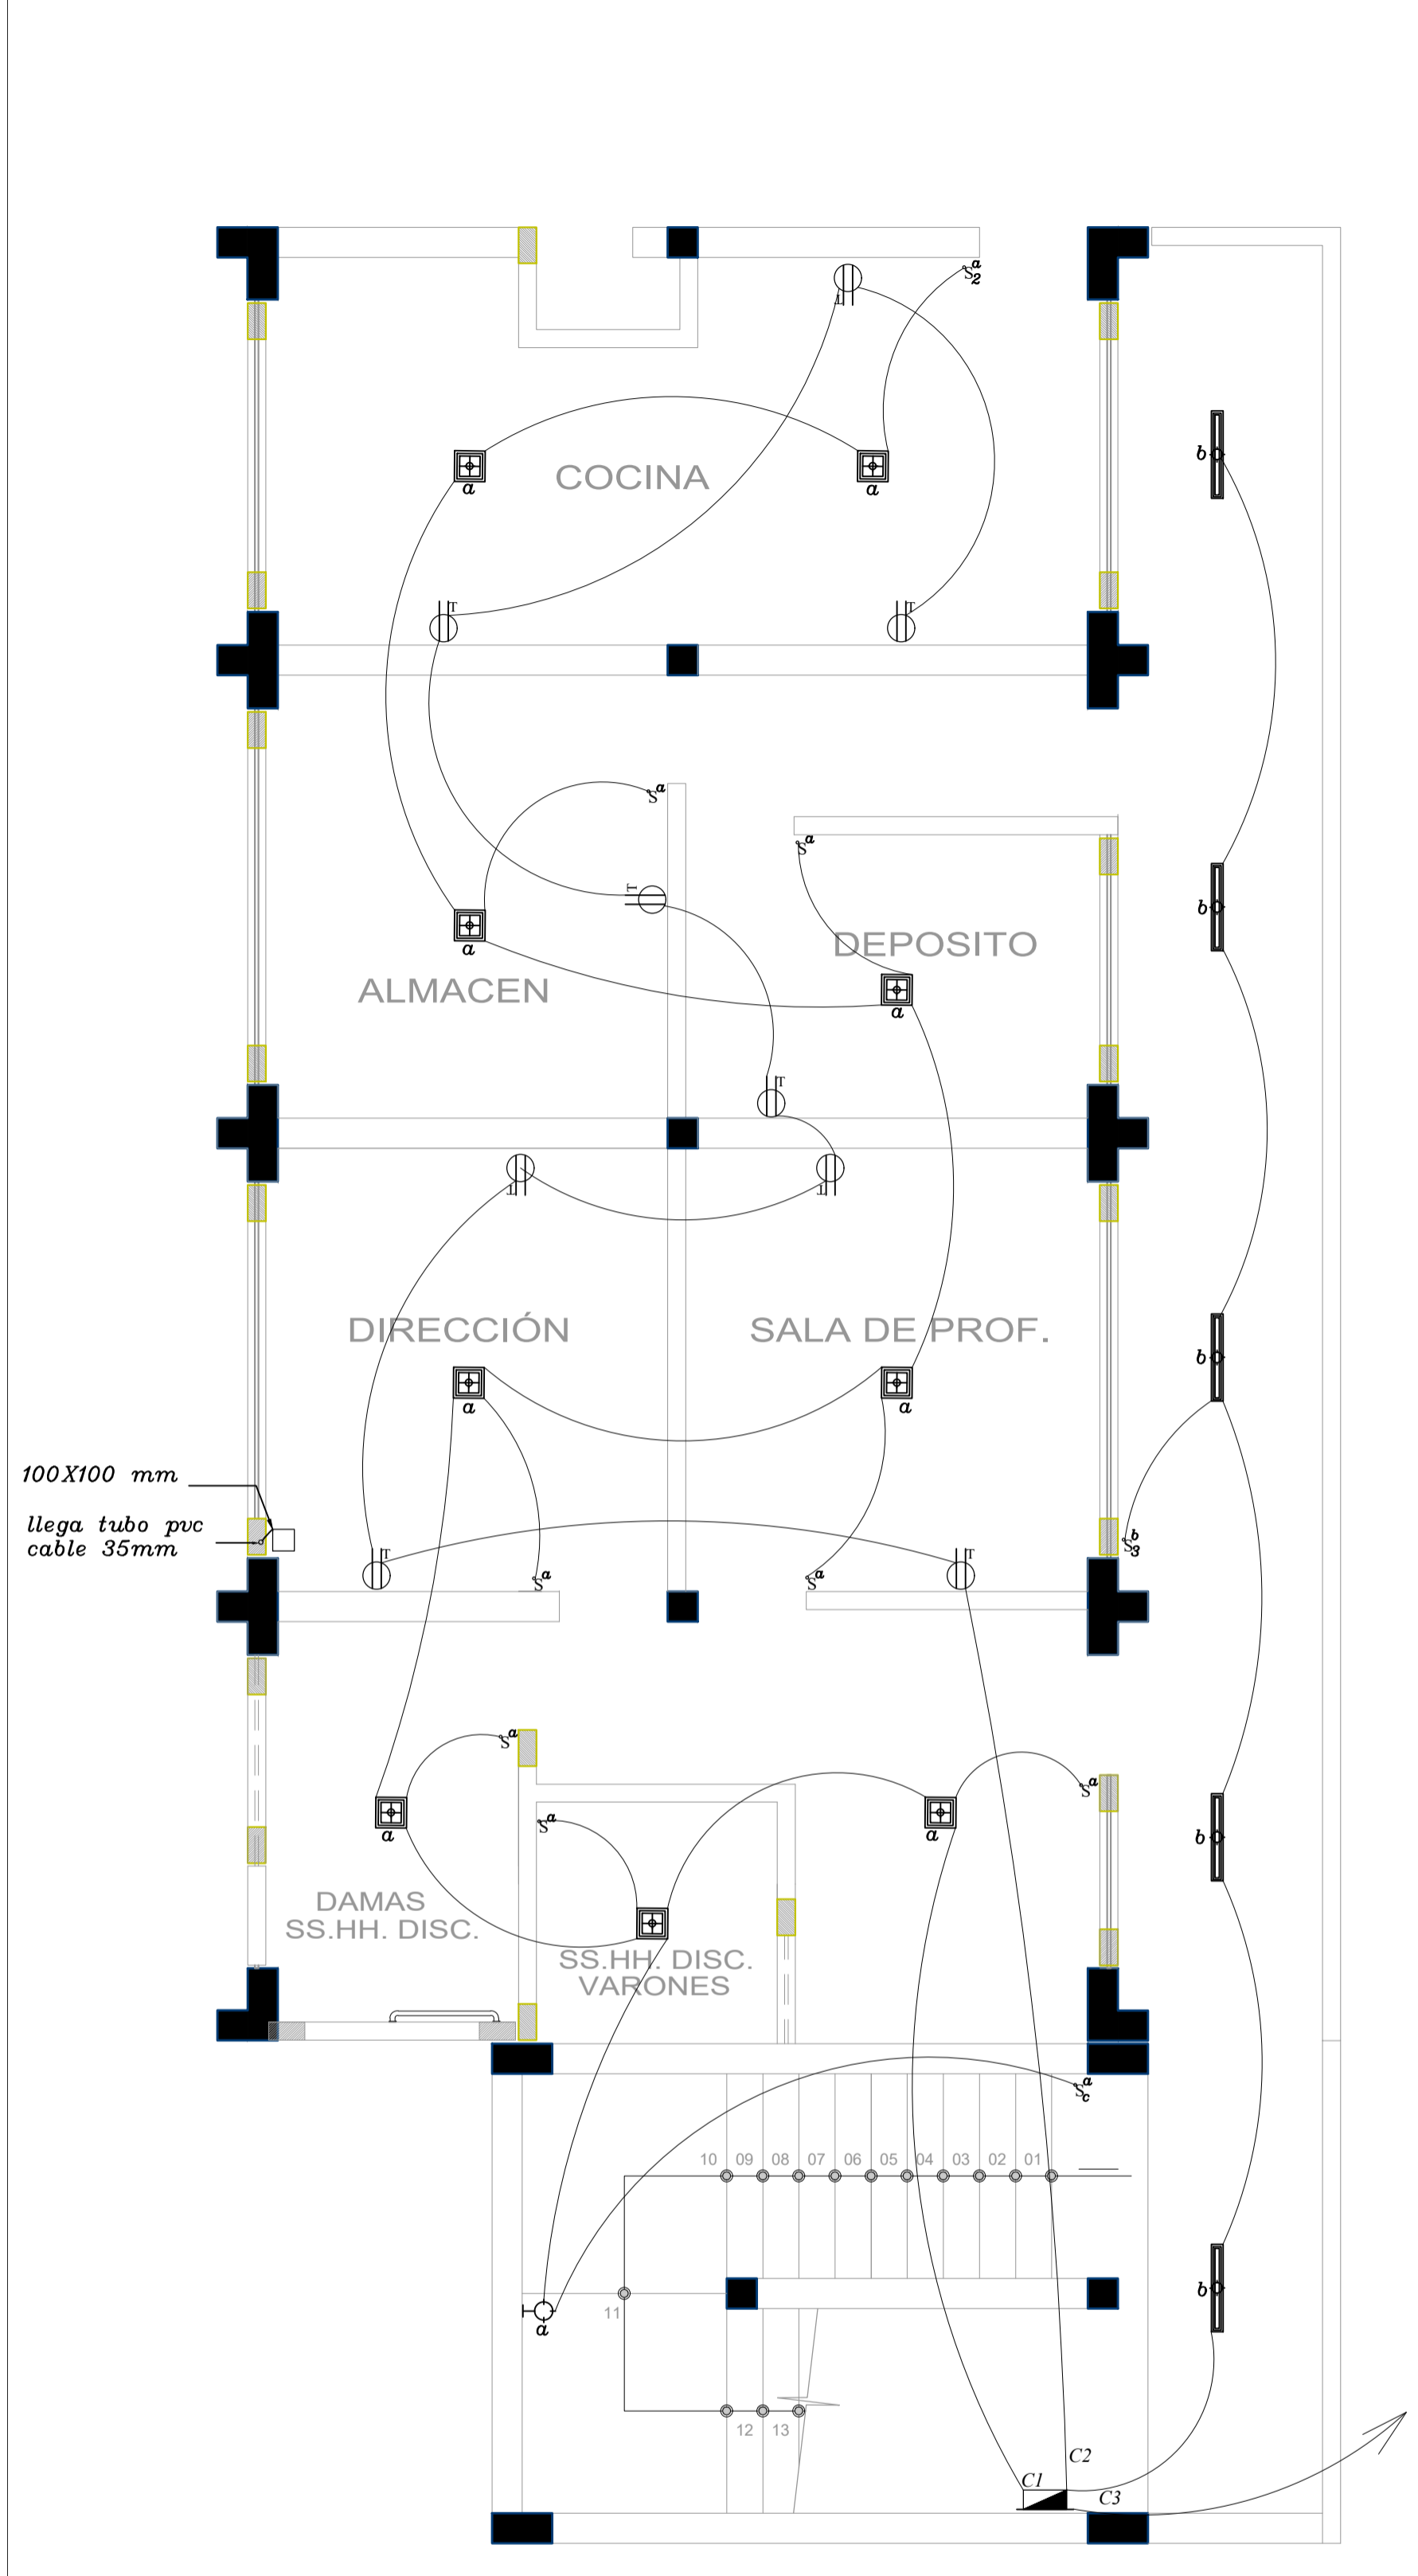 S a
2
T
b
COCINA
a
a
T
T
S a
S a
T
b
a
DEPOSITO
ALMACEN
a
T
T
T
DIRECCIÓN
SALA DE PROF.
b
a
a
100X100 mm
llega tubo pvc
cable 35mm
S b
3
T
T
S a
S a
S a
S a
S a
b
a
a
DAMAS
SS.HH. DISC.
SS.HH. DISC.
VARONES
S a
c
10 09 08 07 06 05 04 03 02 01
b
11
a
12 13
C2
C1
C3